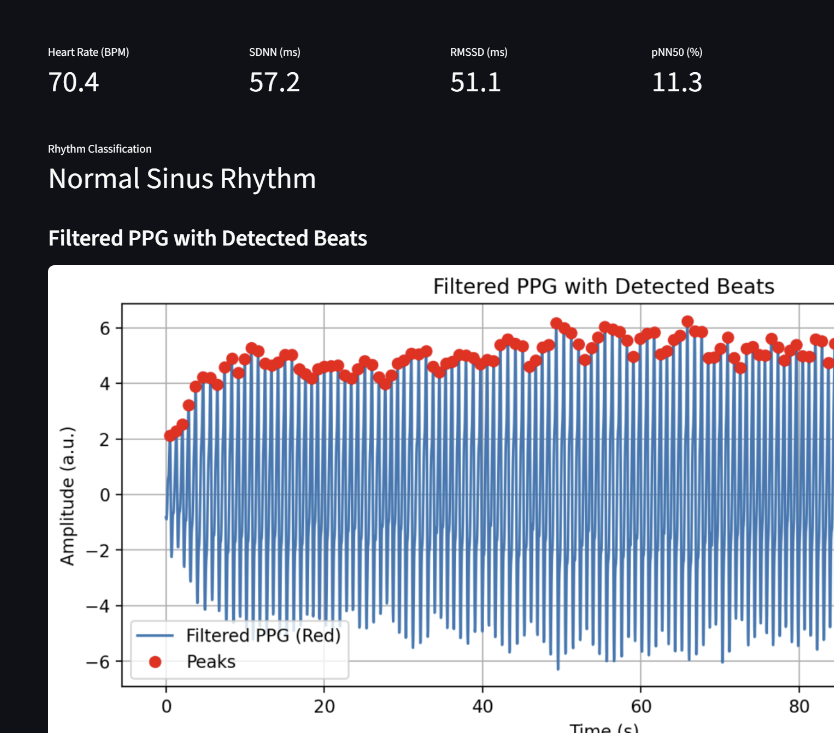 Heart Rate (BPM) SDNN (ms) RMSSD (ms) pNN50 (%)
70.4 57.2 51.1 11.3
Rhythm Classification
Normal Sinus Rhythm
Filtered PPG with Detected Beats
Filtered PPG with Detected Beats
Amplitude (a.u.)
6
4
2
0
−2
−4
−6
Filtered PPG (Red)
Peaks
0 20 40 60 80
Time (s)